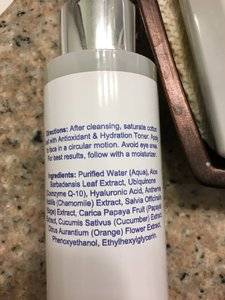 Directions: After cleansing, saturate cotton
with Antioxidant & Hydration Toner. Apply
to face in a circular motion. Avoid eye area.
For best results, follow with a moisturizer.
Ingredients: Purified Water (Aqua), Aloe
Barbadensis Leaf Extract, Ubiquinone
Coenzyme Q-10), Hyaluronic Acid, Anthemis
(Chamomile) Extract, Salvia Officinalis
(Sage) Extract, Carica Papaya Fruit
Extract, Cucumis Sativus (Cucumber) Extract,
Citrus Aurantium (Orange) Flower Extract,
Phenoxyethanol, Ethylhexylglycerin.